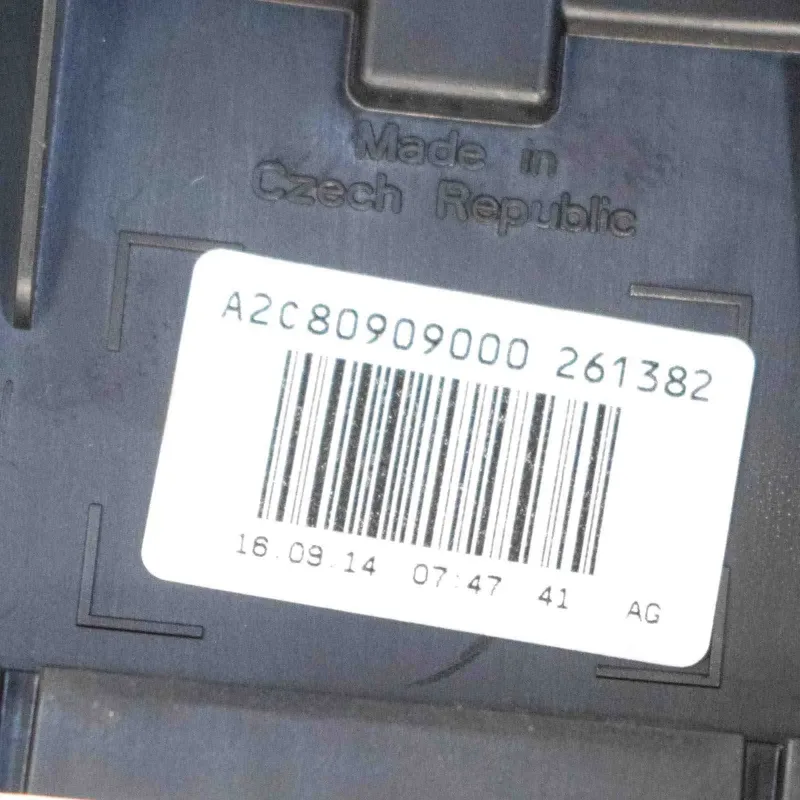 Made in
Czech Republic
A2C80909000 261382
16.09.14 07:47 41 AG